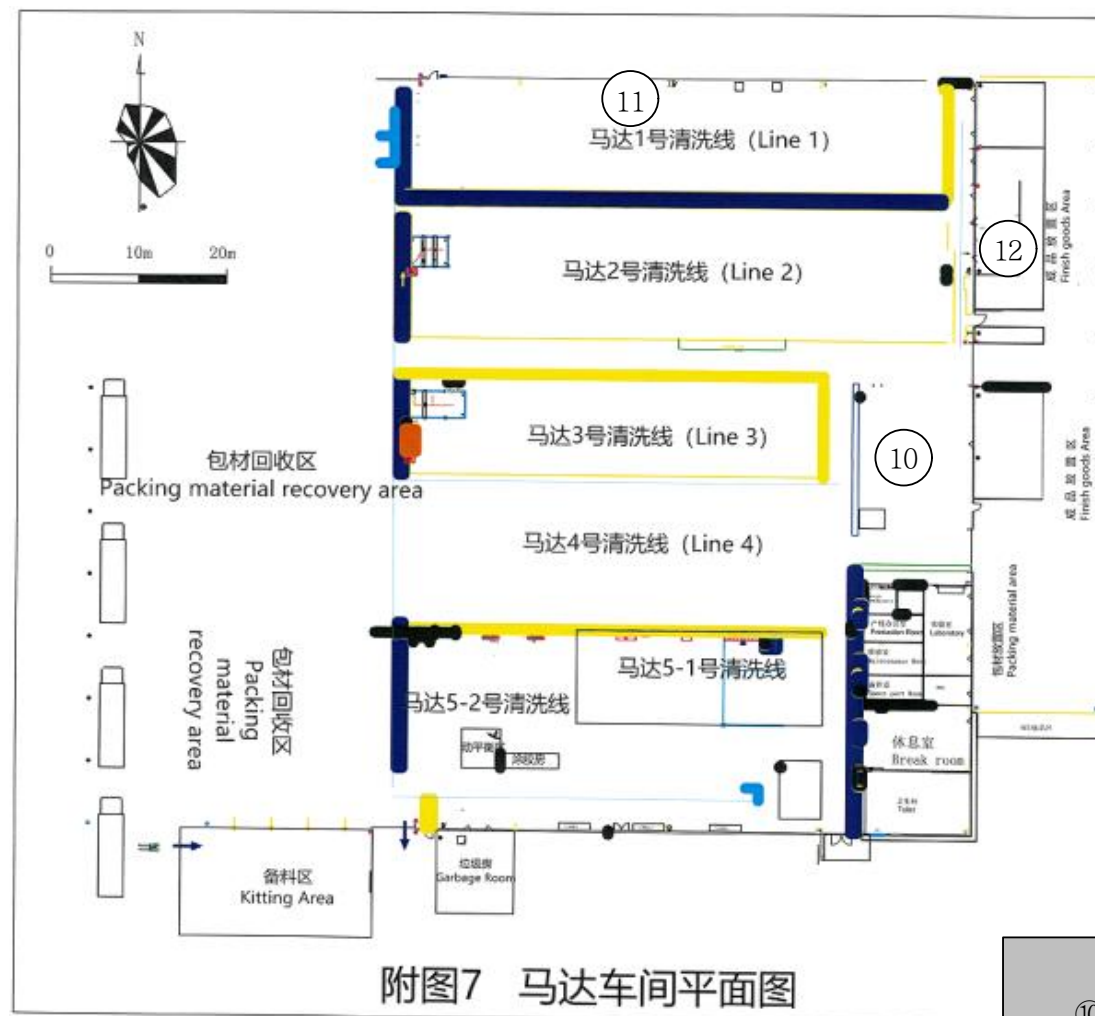 N
0 10m 20m
⑪
马达1号清洗线 (Line 1)
马达2号清洗线 (Line 2)
⑫
成品放置区
Finish goods Area
马达3号清洗线 (Line 3)
⑩
成品放置区
Finish goods Area
包材回收区
Packing material recovery area
马达4号清洗线 (Line 4)
包材回收区
Packing material recovery area
马达5-1号清洗线
马达5-2号清洗线
Production Room
Laboratory
包材放置区
Packing material area
休息室
Break room
卫生间
Toilet
垃圾房
Garbage Room
备料区
Kitting Area
附图7 马达车间平面图
⑩